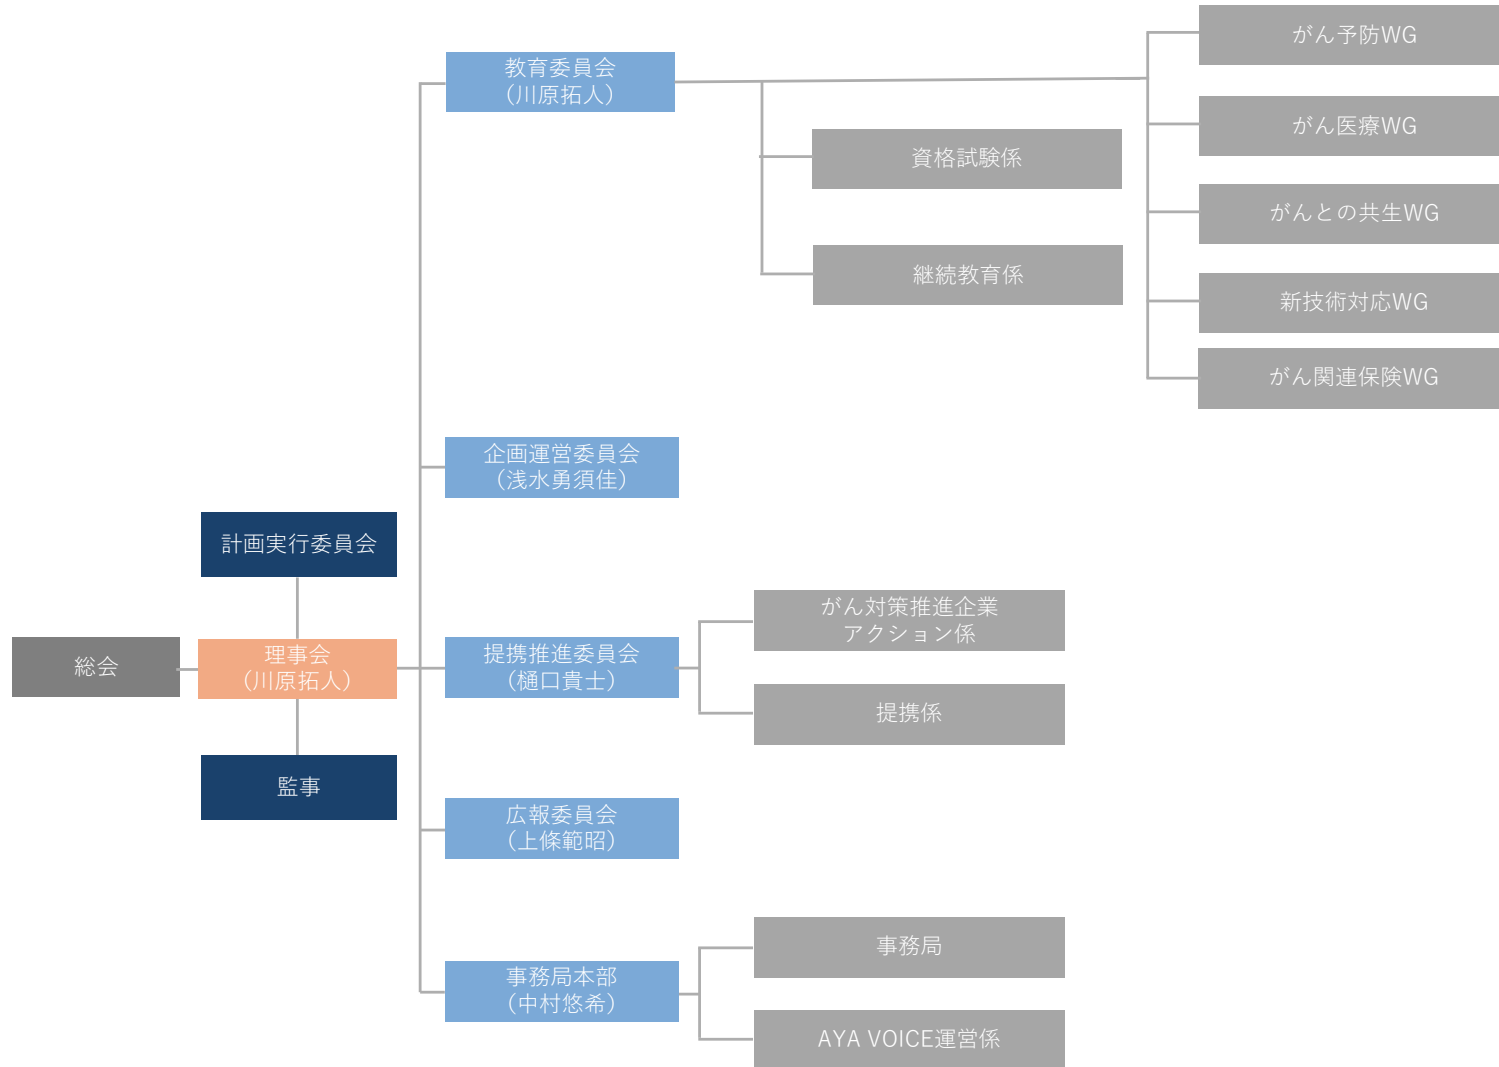 教育委員会
（川原拓人）
資格試験係
継続教育係
がん予防WG
がん医療WG
がんとの共生WG
新技術対応WG
がん関連保険WG
企画運営委員会
（浅水勇須佳）
計画実行委員会
総会
理事会
（川原拓人）
監事
提携推進委員会
（樋口貴士）
がん対策推進企業
アクション係
提携係
広報委員会
（上條範昭）
事務局本部
（中村悠希）
事務局
AYA VOICE運営係